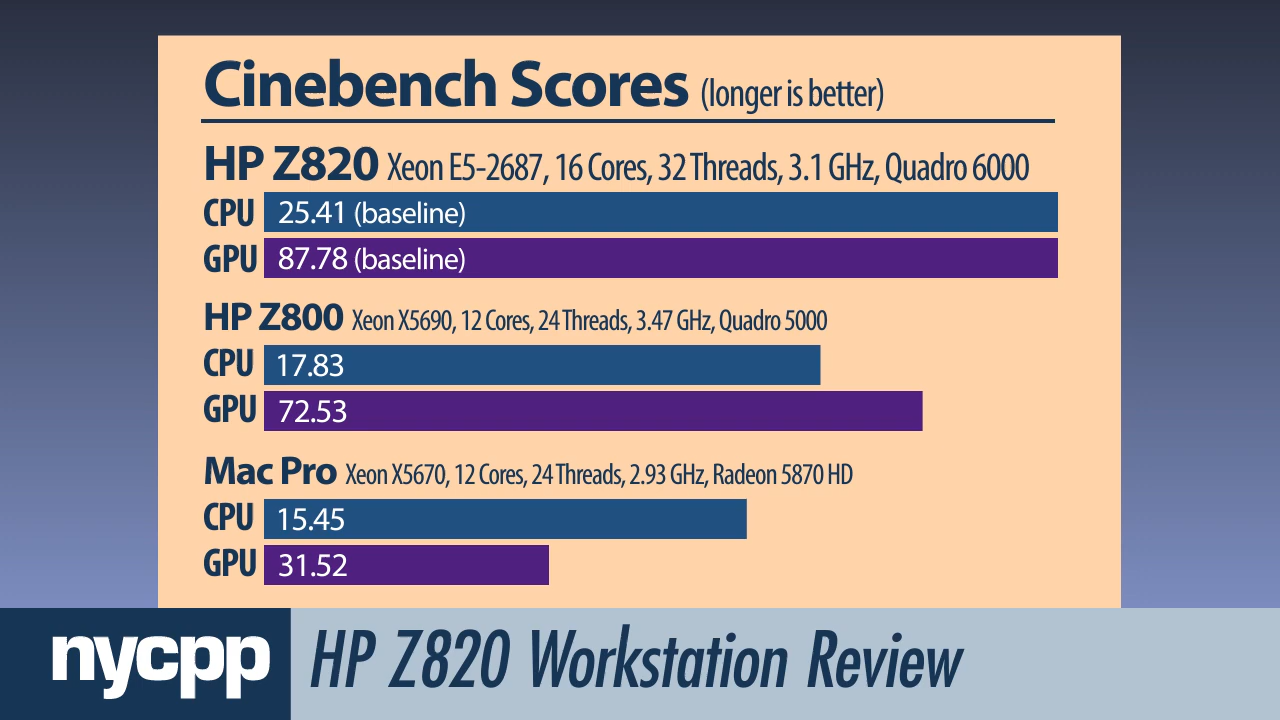 Cinebench Scores (longer is better)
HP Z820 Xeon E5-2687, 16 Cores, 32 Threads, 3.1 GHz, Quadro 6000
CPU 25.41 (baseline)
GPU 87.78 (baseline)
HP Z800 Xeon X5690, 12 Cores, 24 Threads, 3.47 GHz, Quadro 5000
CPU 17.83
GPU 72.53
Mac Pro Xeon X5670, 12 Cores, 24 Threads, 2.93 GHz, Radeon 5870 HD
CPU 15.45
GPU 31.52
nycpp HP Z820 Workstation Review